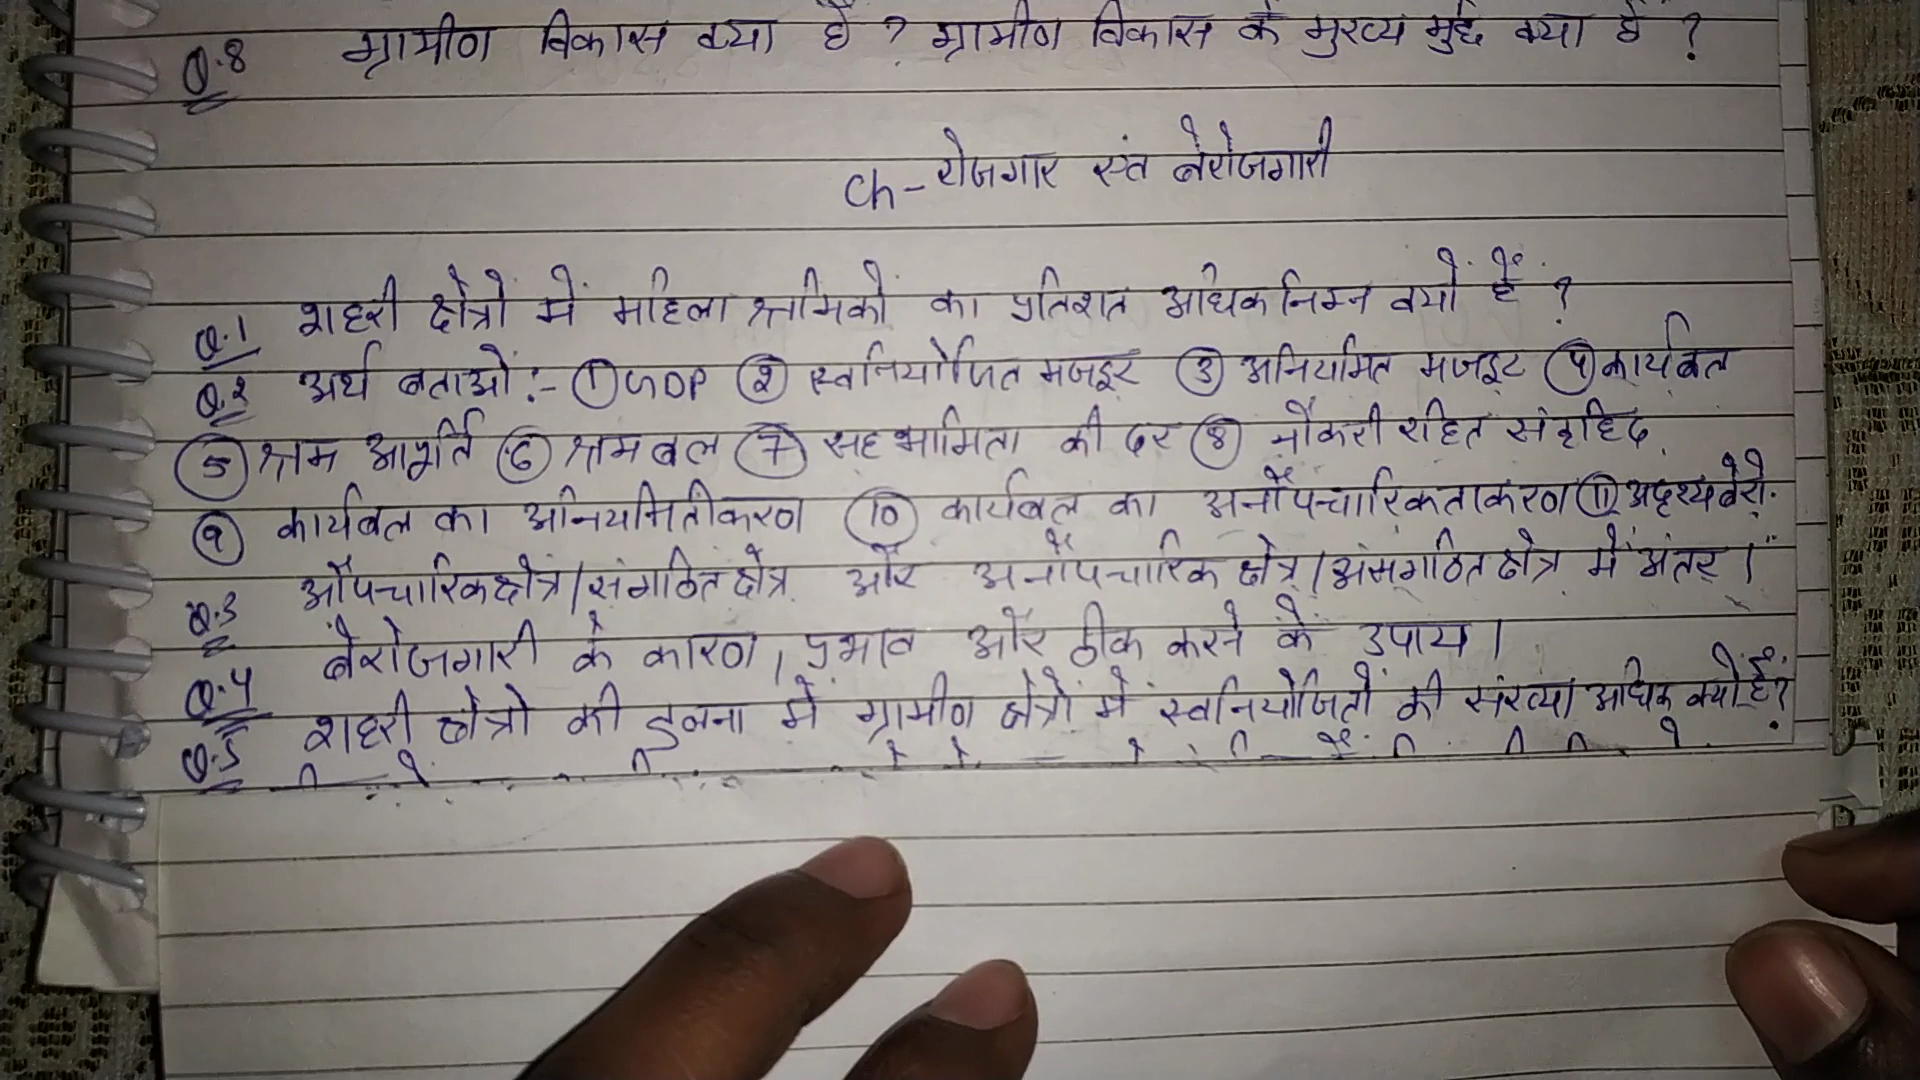 Q.8 ग्रामीण विकास क्या है ? ग्रामीण विकास के मुख्य मुद्दे क्या है ?
Ch - रोजगार एंव बेरोजगारी
Q.1 शहरी क्षेत्रों में महिला श्रमिकों का प्रतिशत अधिक निम्न क्यों है ?
Q.2 अर्थ बताओं :- ① GDP ② स्वनियोजित मजदूर ③ अनियमित मजदूर ④ कार्यबल
⑤ श्रम आपूर्ति ⑥ श्रम बल ⑦ सहभागिता की दर ⑧ नौकरी रहित संवृद्धि
⑨ कार्यबल का अनियमितीकरण ⑩ कार्यबल का अनौपचारिकताकरण ⑪ अदृश्य बेरो.
Q.3 औपचारिक क्षेत्र/संगठित क्षेत्र और अनौपचारिक क्षेत्र/असंगठित क्षेत्र में अंतर।
Q.4 बेरोजगारी के कारण, प्रभाव और ठीक करने के उपाय।
Q.5 शहरी क्षेत्रों की तुलना में ग्रामीण क्षेत्रों में स्वनियोजितों की संख्या अधिक क्यों है?